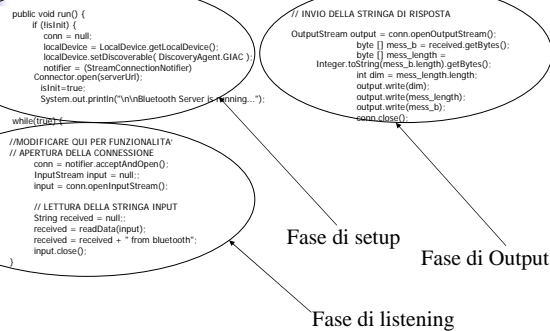 public void run() {
if (!isInit) {
conn = null;
localDevice = LocalDevice.getLocalDevice();
localDevice.setDiscoverable( DiscoveryAgent.GIAC );
notifier = (StreamConnectionNotifier)
Connector.open(serverUrl);
isInit=true;
System.out.println("\n\nBluetooth Server is running...");
}
while(true) {
//MODIFICARE QUI PER FUNZIONALITA'
// APERTURA DELLA CONNESSIONE
conn = notifier.acceptAndOpen();
InputStream input = null;;
input = conn.openInputStream();
// LETTURA DELLA STRINGA INPUT
String received = null;;
received = readData(input);
received = received + " from bluetooth";
input.close();
}
// INVIO DELLA STRINGA DI RISPOSTA
OutputStream output = conn.openOutputStream();
byte [] mess_b = received.getBytes();
byte [] mess_length =
Integer.toString(mess_b.length).getBytes();
int dim = mess_length.length;
output.write(dim);
output.write(mess_length);
output.write(mess_b);
conn.close();
Fase di setup
Fase di Output
Fase di listening